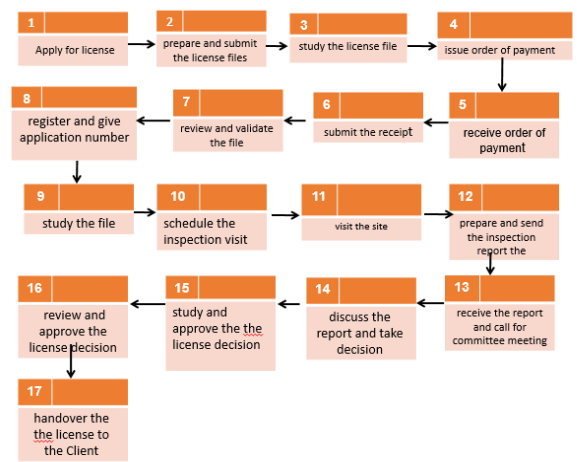 1
Apply for license
2
prepare and submit
the license files
3
study the license file
4
issue order of payment
5
receive order of
payment
6
submit the receipt
7
review and validate
the file
8
register and give
application number
9
study the file
10
schedule the
inspection visit
11
visit the site
12
prepare and send
the inspection
report the
13
receive the report
and call for
committee meeting
14
discuss the
report and take
decision
15
study and
approve the the
license decision
16
review and
approve the
license decision
17
handover the
the license to
the Client